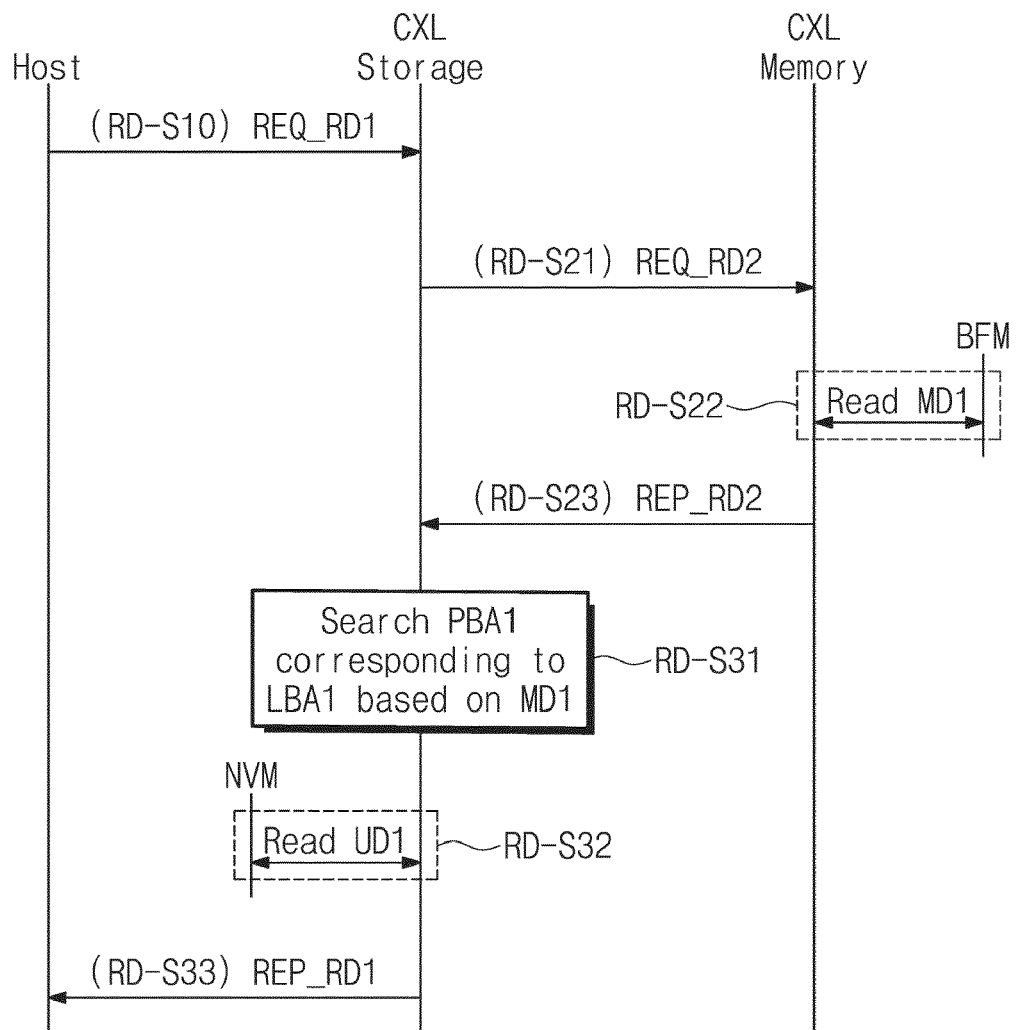 CXL
CXL
Host
Storage
Memory
(RD-S10) REQ_RD1
(RD-S21) REQ_RD2
BFM
RD-S22
Read MD1
(RD-S23) REP_RD2
Search PBA1
corresponding to
LBA1 based on MD1
RD-S31
NVM
Read UD1
RD-S32
(RD-S33) REP_RD1